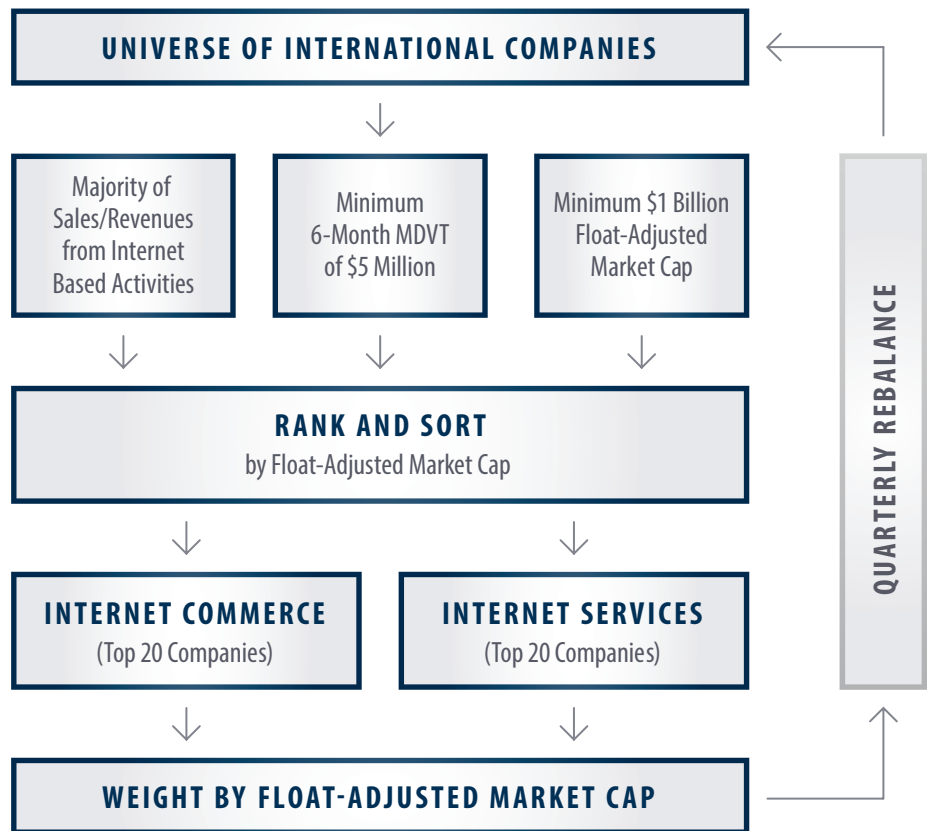 UNIVERSE OF INTERNATIONAL COMPANIES
Majority of
Sales/Revenues
from Internet
Based Activities
Minimum
6-Month MDVT
of $5 Million
Minimum $1 Billion
Float-Adjusted
Market Cap
RANK AND SORT
by Float-Adjusted Market Cap
INTERNET COMMERCE
(Top 20 Companies)
INTERNET SERVICES
(Top 20 Companies)
WEIGHT BY FLOAT-ADJUSTED MARKET CAP
QUARTERLY REBALANCE